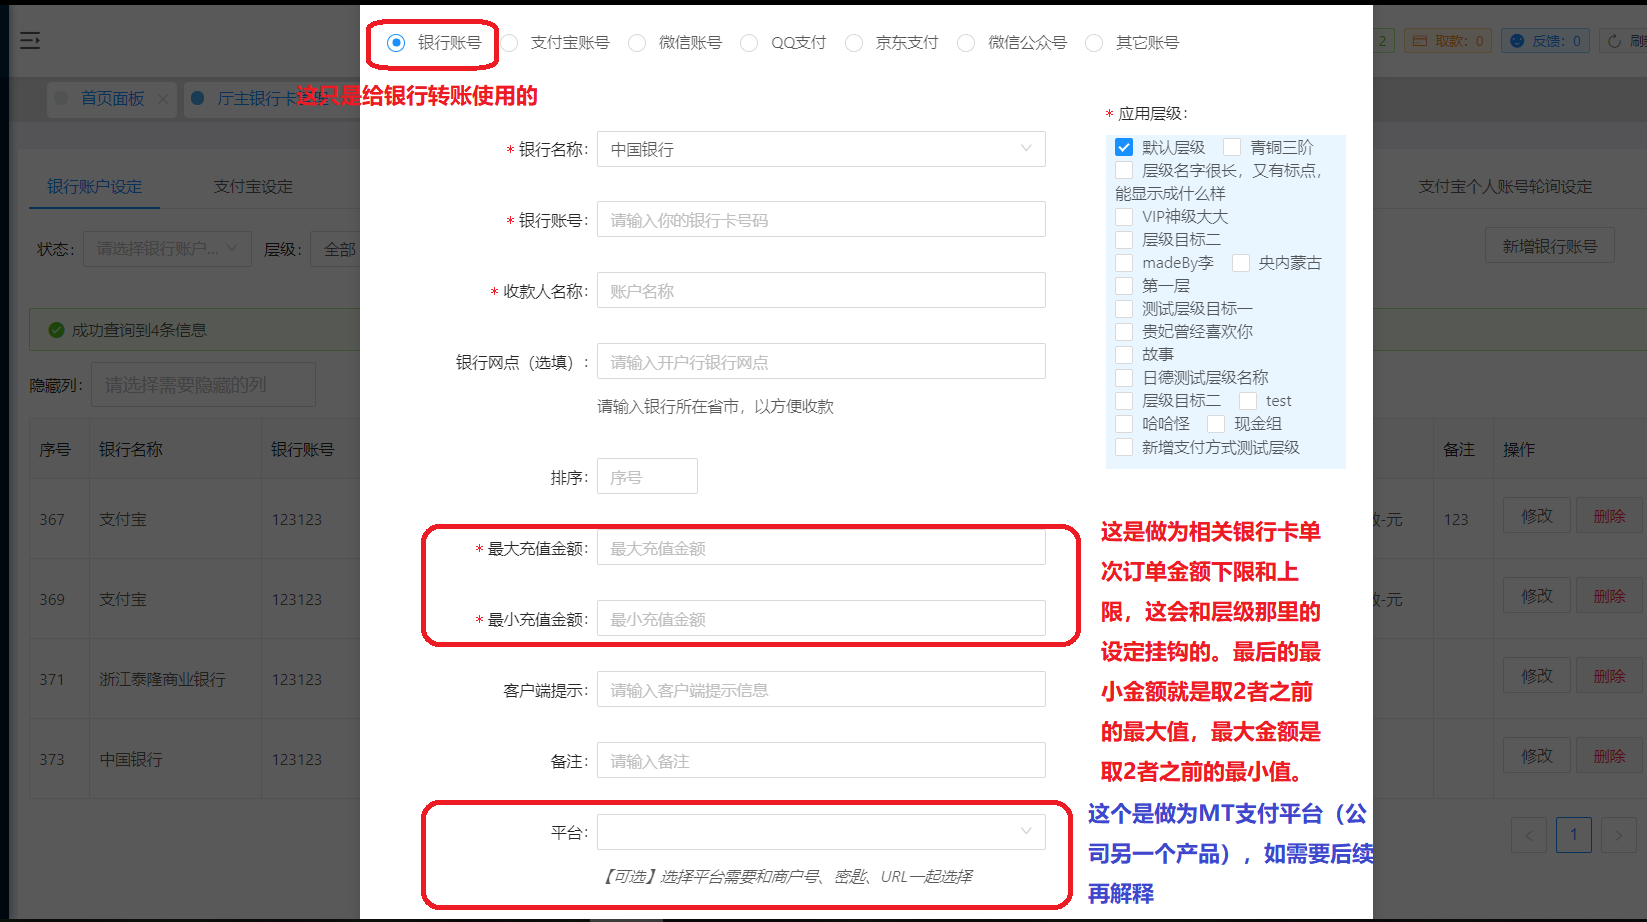 银行账号 支付宝账号 微信账号 QQ支付 京东支付 微信公众号 其它账号
2 取款：0 反馈：0
首页面板 厅主银行卡
这只是给银行转账使用的
* 应用层级：
* 银行名称： 中国银行
默认层级 青铜三阶
层级名字很长，又有标点，
能显示成什么样
VIP神级大大
层级目标二
madeBy李 央内蒙古
第一层
测试层级目标一
贵妃曾经喜欢你
故事
日德测试层级名称
层级目标二 test
哈哈怪 现金组
新增支付方式测试层级
银行账户设定 支付宝设定
支付宝个人账号轮询设定
* 银行账号： 请输入你的银行卡号码
状态： 请选择银行账户... 层级： 全部
新增银行账号
* 收款人名称： 账户名称
成功查询到4条信息
银行网点（选填）： 请输入开户行银行网点
请输入银行所在省市，以方便收款
隐藏列： 请选择需要隐藏的列
排序： 序号
序号 银行名称 银行账号 备注 操作
367 支付宝 123123 -元 123 修改 删除
369 支付宝 123123 -元 修改 删除
371 浙江泰隆商业银行 123123 修改 删除
373 中国银行 123123 修改 删除
* 最大充值金额： 最大充值金额
* 最小充值金额： 最小充值金额
这是做为相关银行卡单
次订单金额下限和上
限，这会和层级那里的
设定挂钩的。最后的最
小金额就是取2者之前
的最大值，最大金额是
取2者之前的最小值。
客户端提示： 请输入客户端提示信息
备注： 请输入备注
平台：
【可选】选择平台需要和商户号、密匙、URL一起选择
这个是做为MT支付平台（公
司另一个产品），如需要后续
再解释
< 1 >